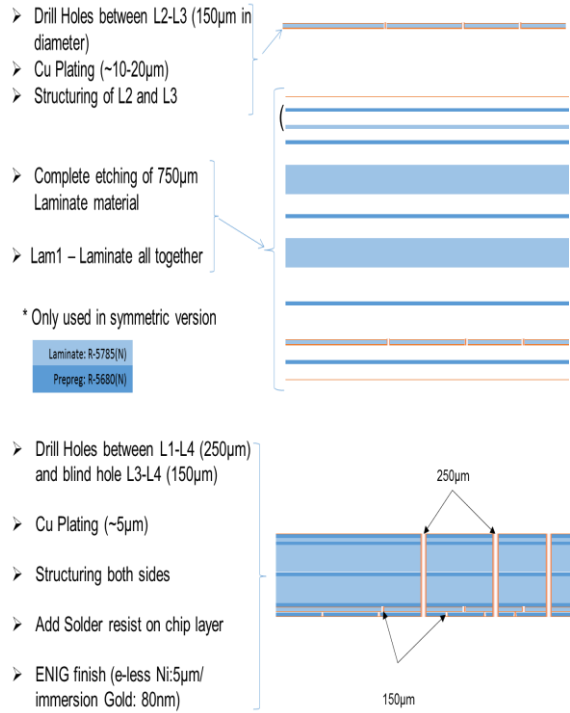 ➢ Drill Holes between L2-L3 (150µm in
diameter)
➢ Cu Plating (~10-20µm)
➢ Structuring of L2 and L3
(
➢ Complete etching of 750µm
Laminate material
➢ Lam1 – Laminate all together
* Only used in symmetric version
Laminate: R-5785(N)
Prepreg: R-5680(N)
➢ Drill Holes between L1-L4 (250µm)
and blind hole L3-L4 (150µm)
➢ Cu Plating (~5µm)
➢ Structuring both sides
➢ Add Solder resist on chip layer
➢ ENIG finish (e-less Ni:5µm/
immersion Gold: 80nm)
250µm
150µm